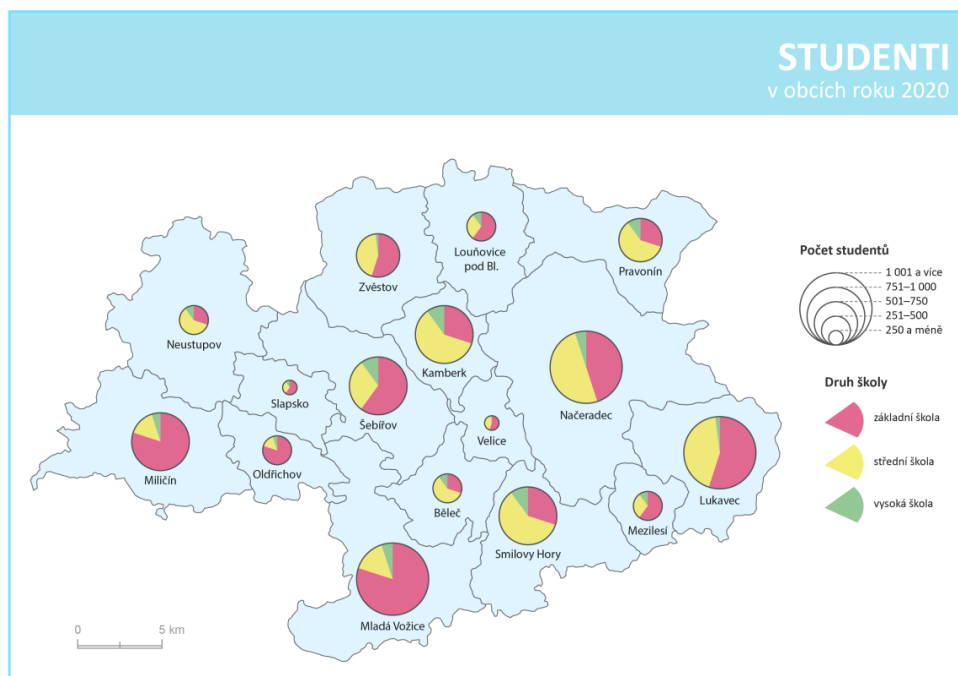 STUDENTI
v obcích roku 2020
Louňovice
pod Bl.
Pravonín
Zvěstov
Neustupov
Kamberk
Načeradec
Slapsko
Šebířov
Velice
Miličín
Oldřichov
Běleč
Lukavec
Mezilesí
Smilovy Hory
Mladá Vožice
0 5 km
Počet studentů
1 001 a více
751–1 000
501–750
251–500
250 a méně
Druh školy
základní škola
střední škola
vysoká škola